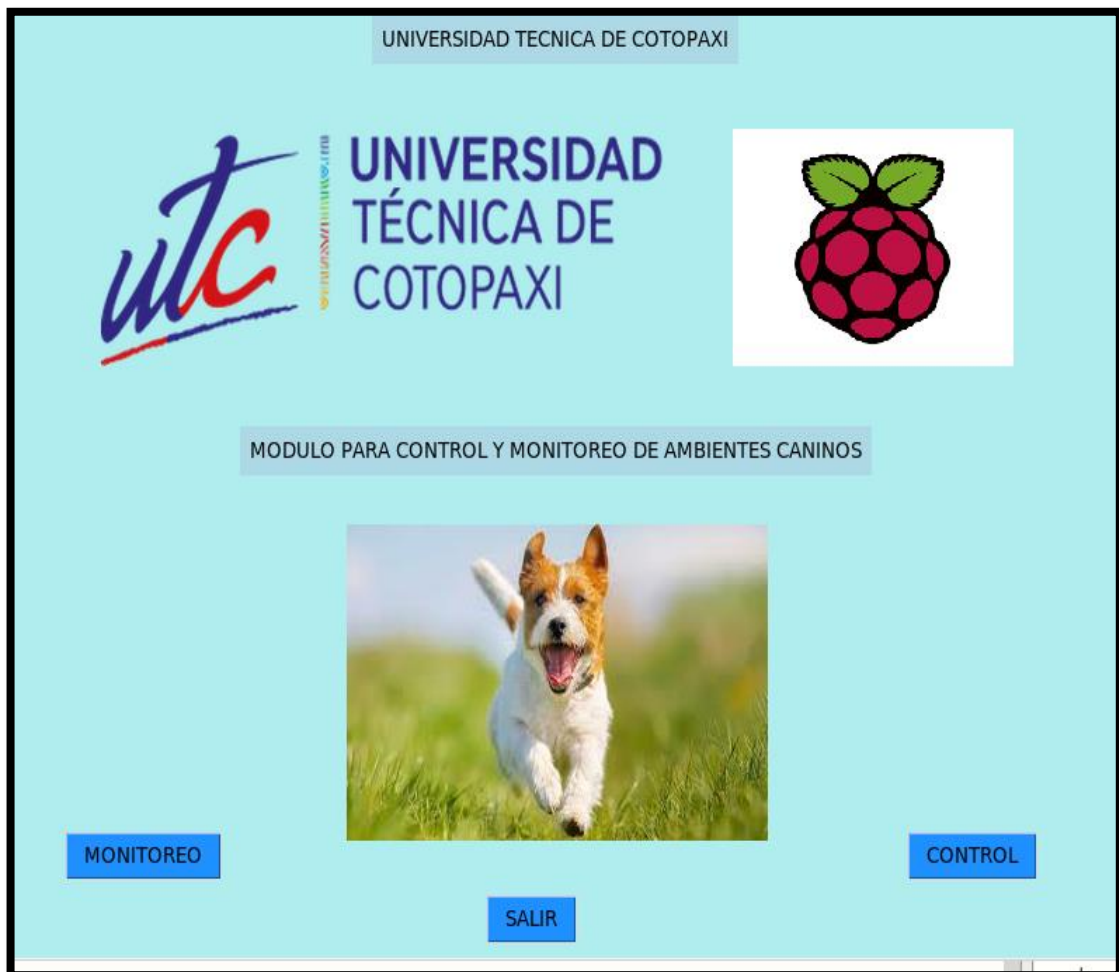 UNIVERSIDAD TECNICA DE COTOPAXI
utc
UNIVERSIDAD
TÉCNICA DE
COTOPAXI
MODULO PARA CONTROL Y MONITOREO DE AMBIENTES CANINOS
MONITOREO
CONTROL
SALIR